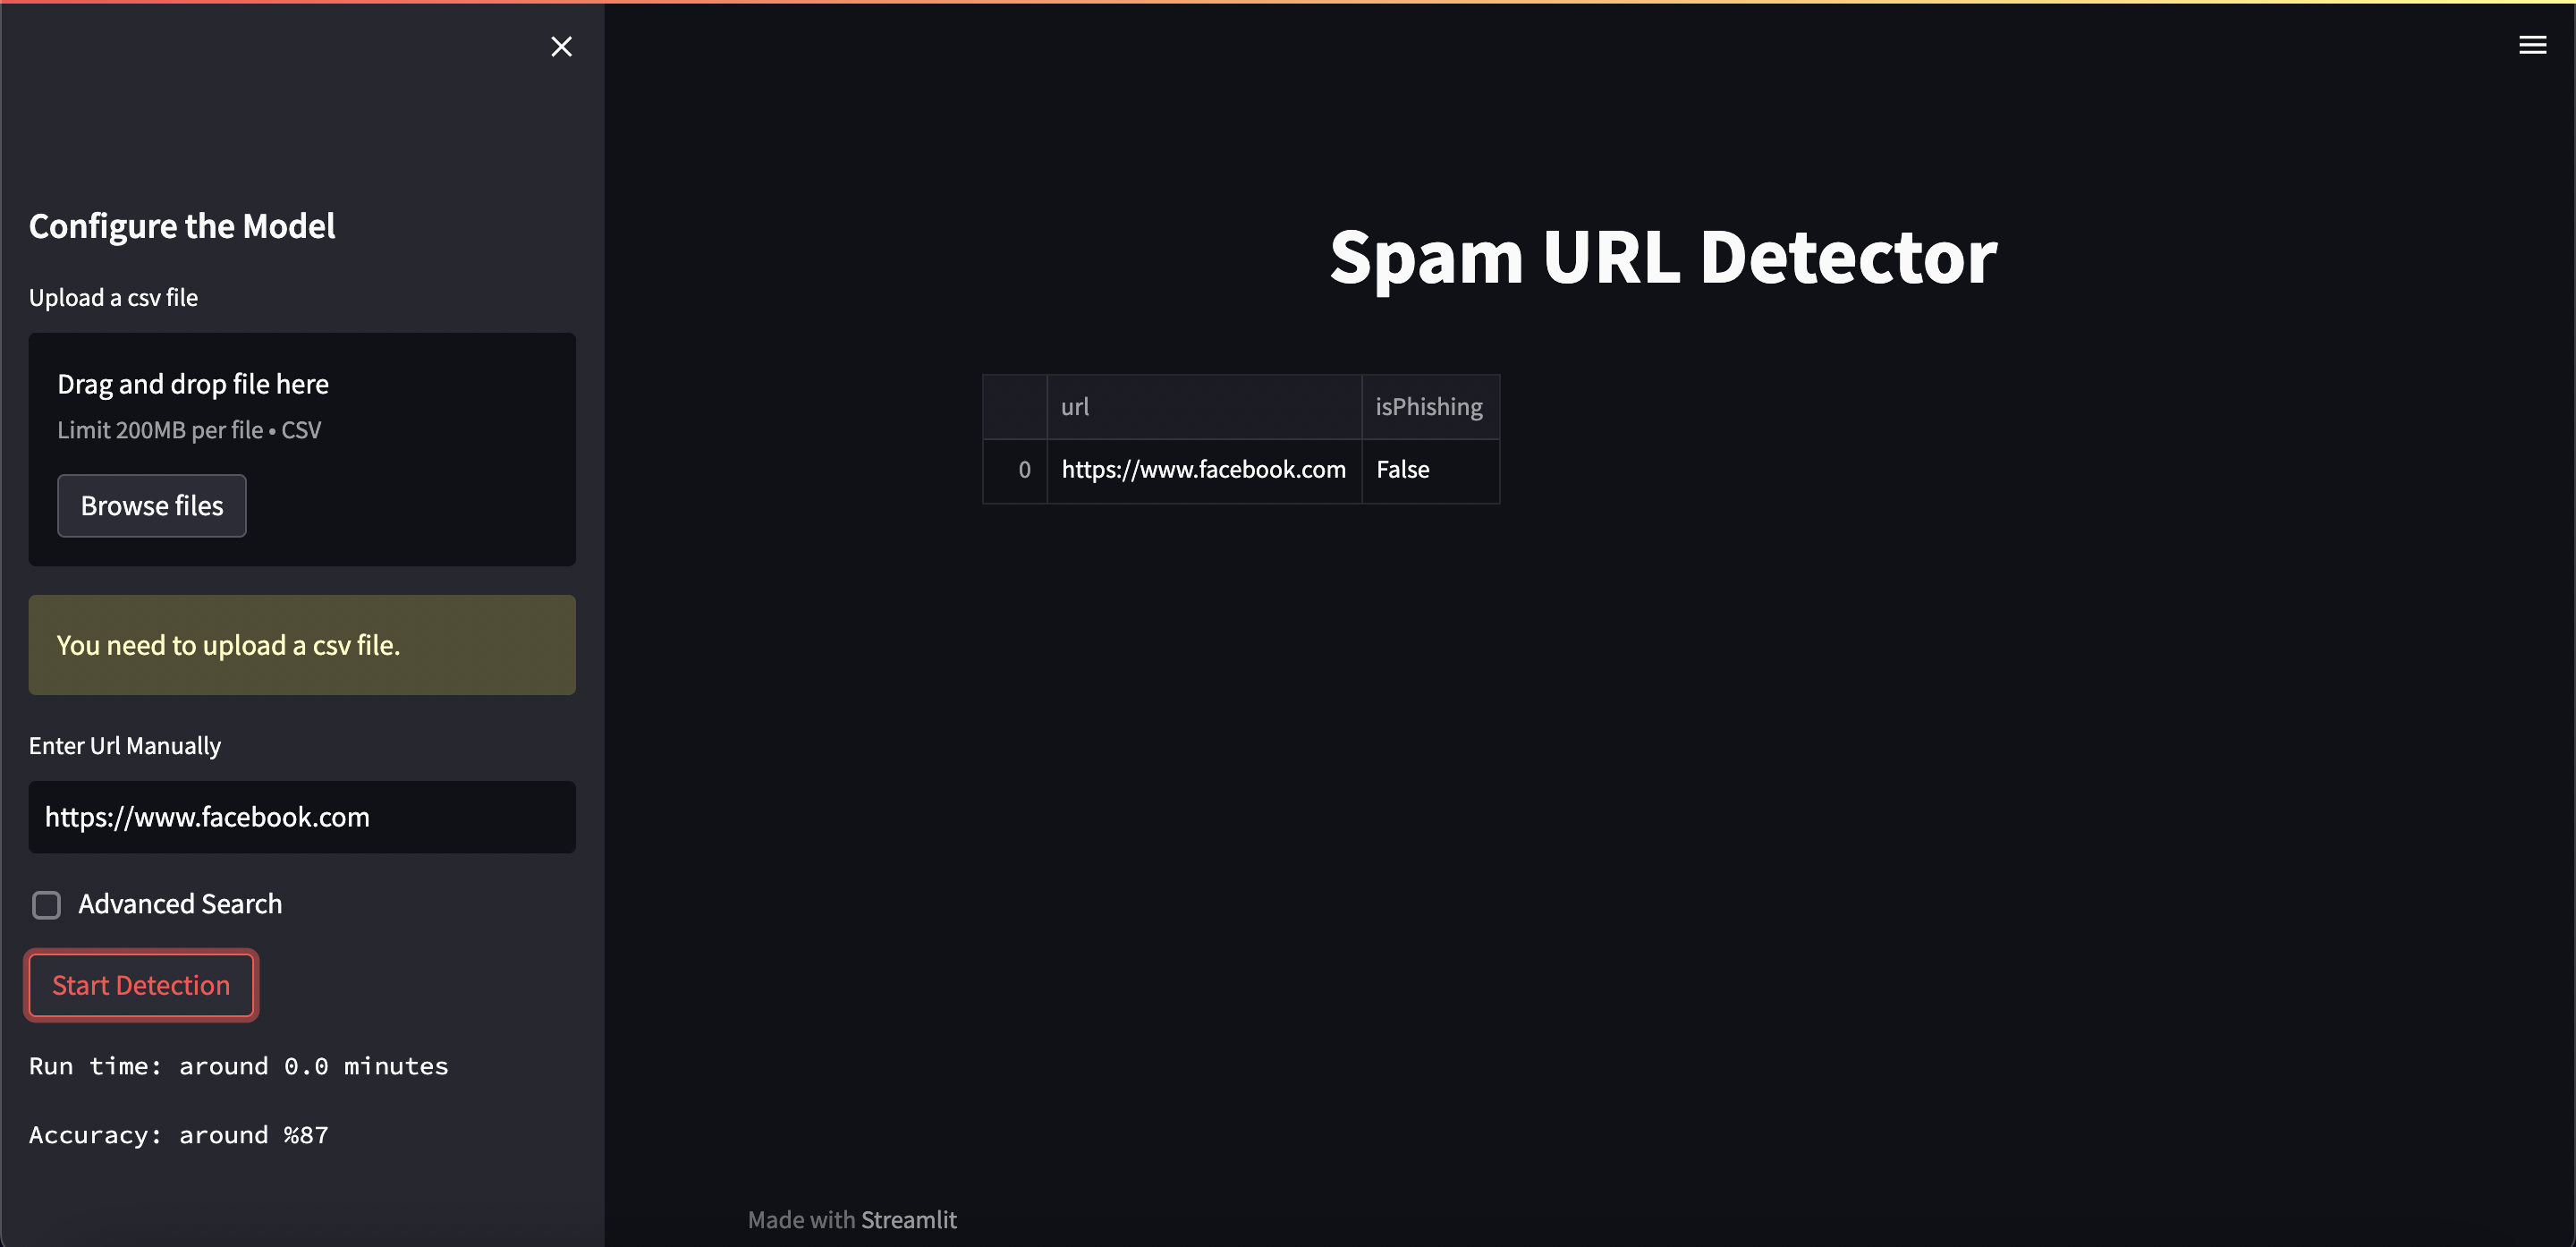 Configure the Model
Upload a csv file
Drag and drop file here
Limit 200MB per file • CSV
Browse files
You need to upload a csv file.
Enter Url Manually
https://www.facebook.com
Advanced Search
Start Detection
Run time: around 0.0 minutes
Accuracy: around %87
Spam URL Detector
url isPhishing
0 https://www.facebook.com False
Made with Streamlit